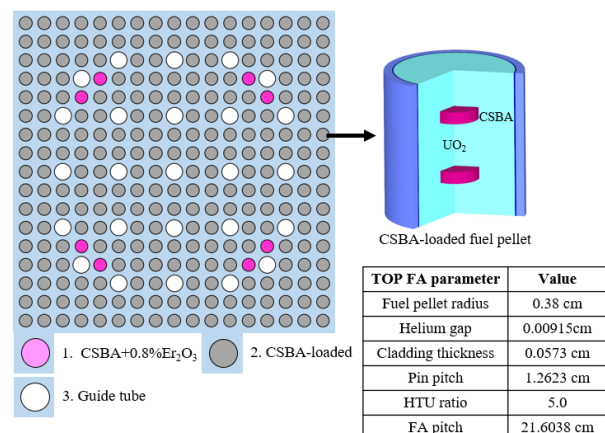 CSBA
UO₂
CSBA-loaded fuel pellet
1. CSBA+0.8%Er₂O₃
2. CSBA-loaded
3. Guide tube
TOP FA parameter Value
Fuel pellet radius 0.38 cm
Helium gap 0.00915cm
Cladding thickness 0.0573 cm
Pin pitch 1.2623 cm
HTU ratio 5.0
FA pitch 21.6038 cm